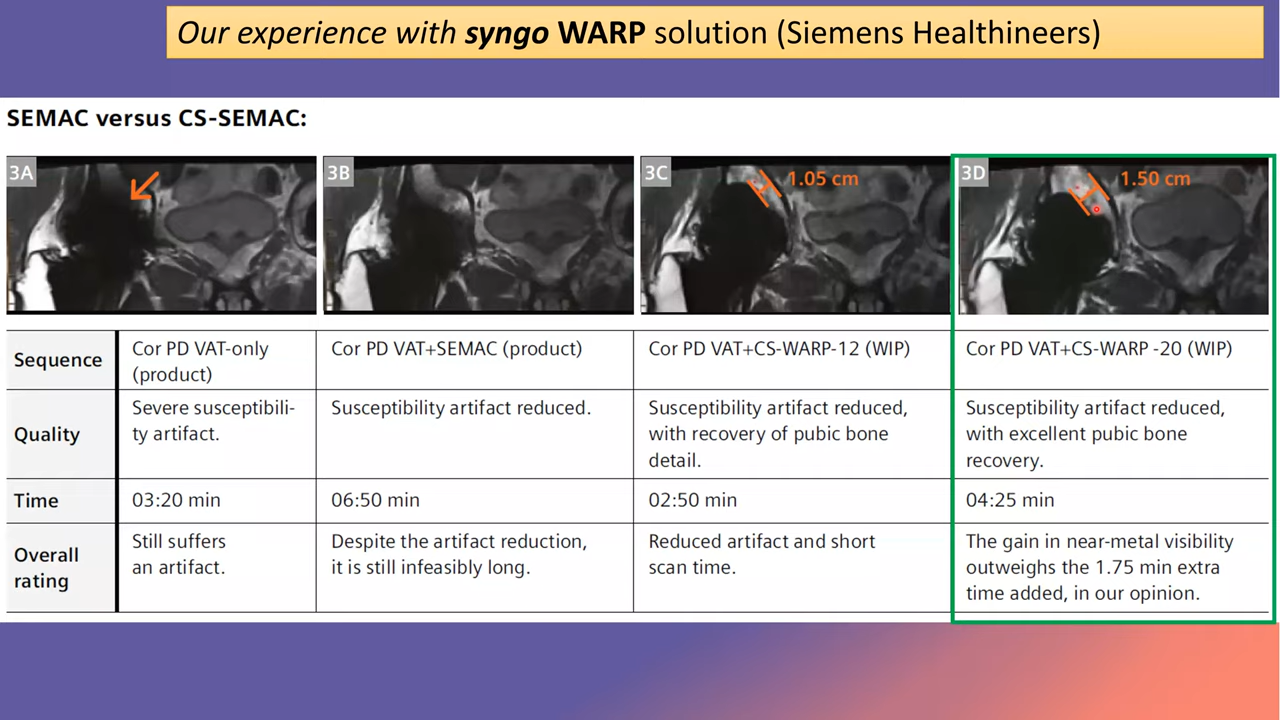 Our experience with syngo WARP solution (Siemens Healthineers)
SEMAC versus CS-SEMAC:
3A
3B
3C
1.05 cm
3D
1.50 cm
Sequence
Cor PD VAT-only
(product)
Cor PD VAT+SEMAC (product)
Cor PD VAT+CS-WARP-12 (WIP)
Cor PD VAT+CS-WARP -20 (WIP)
Quality
Severe susceptibili-
ty artifact.
Susceptibility artifact reduced.
Susceptibility artifact reduced,
with recovery of pubic bone
detail.
Susceptibility artifact reduced,
with excellent pubic bone
recovery.
Time
03:20 min
06:50 min
02:50 min
04:25 min
Overall
rating
Still suffers
an artifact.
Despite the artifact reduction,
it is still infeasibly long.
Reduced artifact and short
scan time.
The gain in near-metal visibility
outweighs the 1.75 min extra
time added, in our opinion.